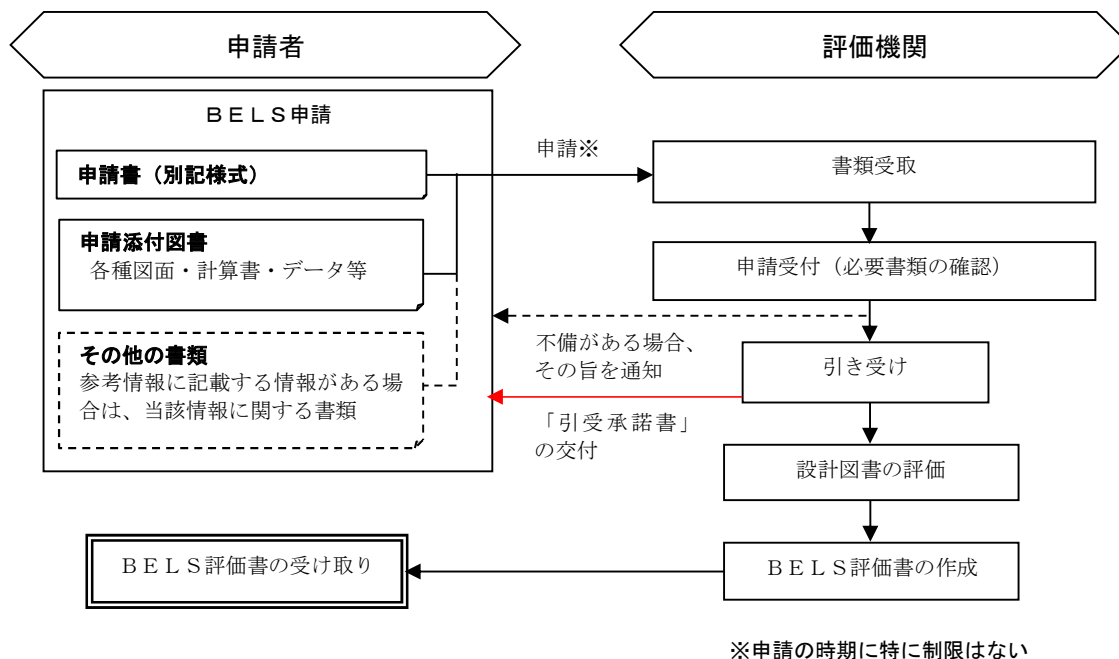 申請者
評価機関
ＢＥＬＳ申請
申請書（別記様式）
申請添付図書
各種図面・計算書・データ等
その他の書類
参考情報に記載する情報がある場
合は、当該情報に関する書類
申請※
書類受取
申請受付（必要書類の確認）
不備がある場合、
その旨を通知
引き受け
「引受承諾書」
の交付
設計図書の評価
ＢＥＬＳ評価書の作成
ＢＥＬＳ評価書の受け取り
※申請の時期に特に制限はない